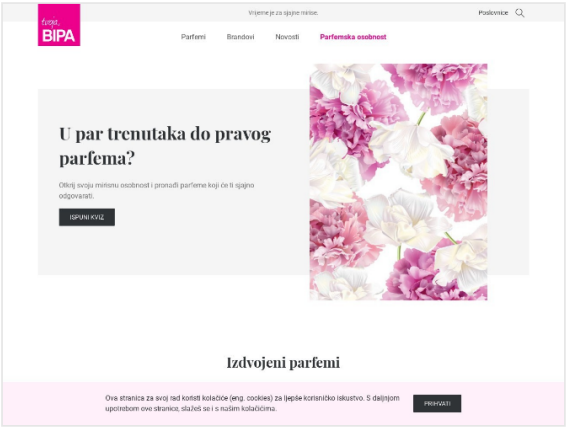 tvoja,
BIPA
Vrijeme je za sjajne mirise.
Poslovnice
Parfemi Brandovi Novosti Parfemska osobnost
U par trenutaka do pravog
parfema?
Otkrij svoju mirisnu osobnost i pronađi parfeme koji će ti sjajno
odgovarati.
ISPUNI KVIZ
Izdvojeni parfemi
Ova stranica za svoj rad koristi kolačiće (eng. cookies) za ljepše korisničko iskustvo. S daljnjom
upotrebom ove stranice, slažeš se i s našim kolačićima.
PRIHVATI